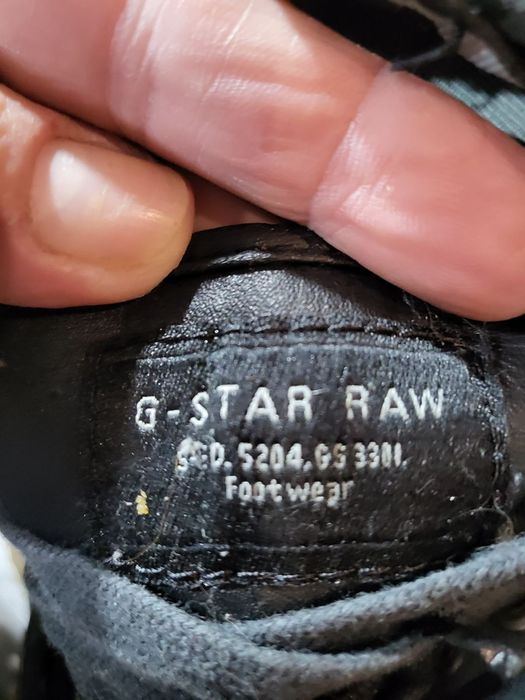 G-STAR RAW
5204. GS 3301.
Footwear